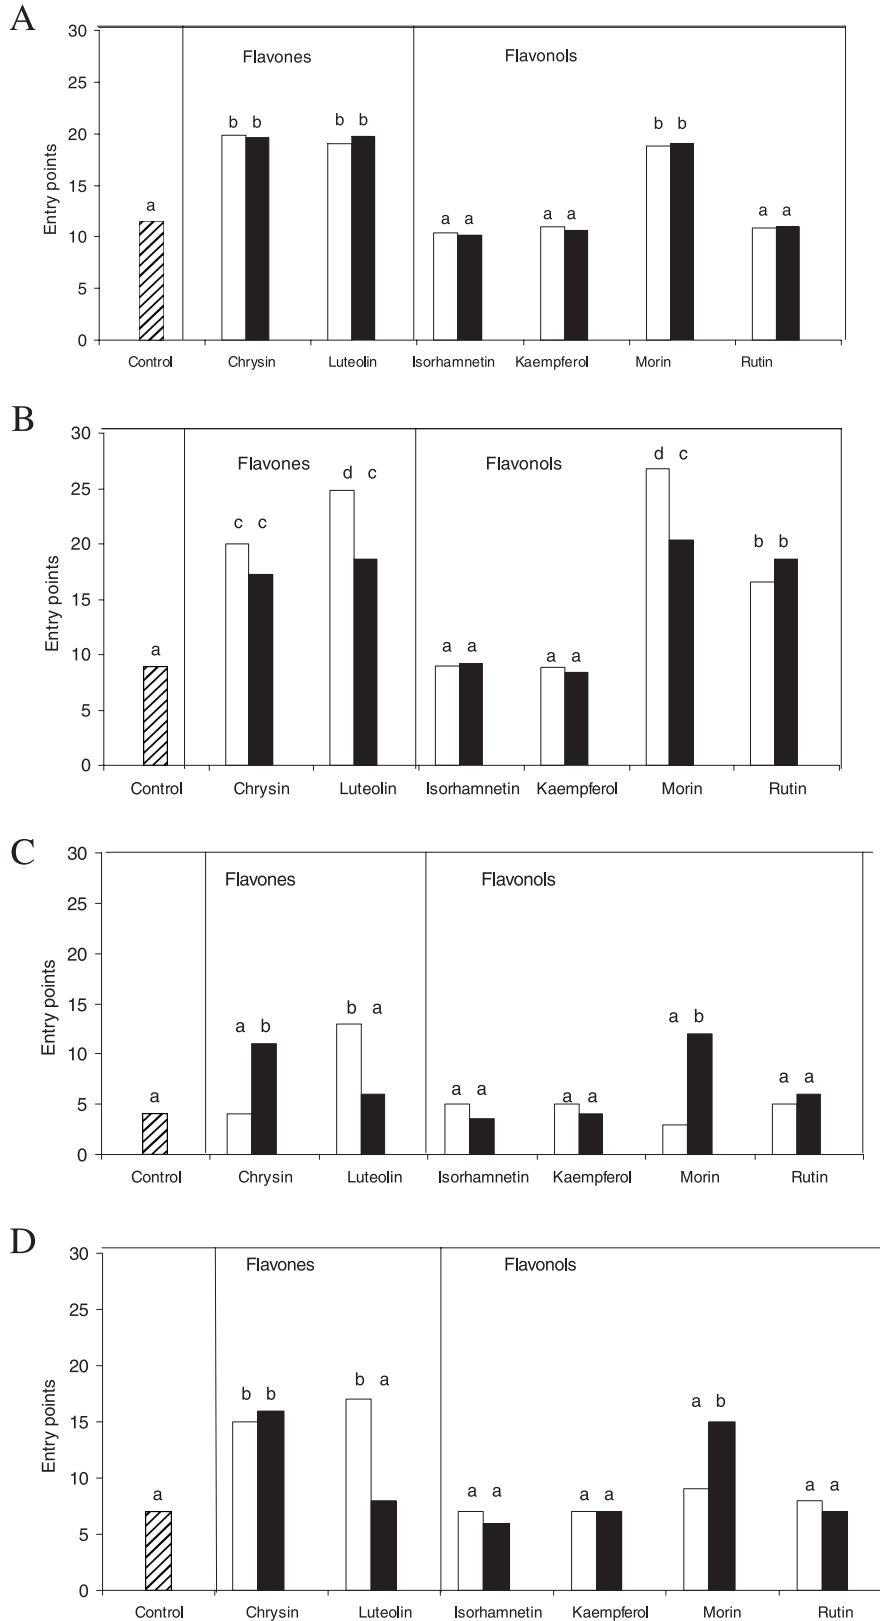 A
30
Flavones Flavonols
25
20
b b b b b b
15
a
a a a a a a
10
5
0
Entry points
Control Chrysin Luteolin Isorhamnetin Kaempferol Morin Rutin
B
30
Flavones Flavonols
d c d c
25
c c b b
20
15
a a a a a
10
5
0
Entry points
Control Chrysin Luteolin Isorhamnetin Kaempferol Morin Rutin
C
30
Flavones Flavonols
25
20
15
a b b a a b
10
a a a a a a a
5
0
Entry points
Control Chrysin Luteolin Isorhamnetin Kaempferol Morin Rutin
D
30
Flavones Flavonols
25
20
b b b a a b
15
10
a a a a a a a
5
0
Entry points
Control Chrysin Luteolin Isorhamnetin Kaempferol Morin Rutin